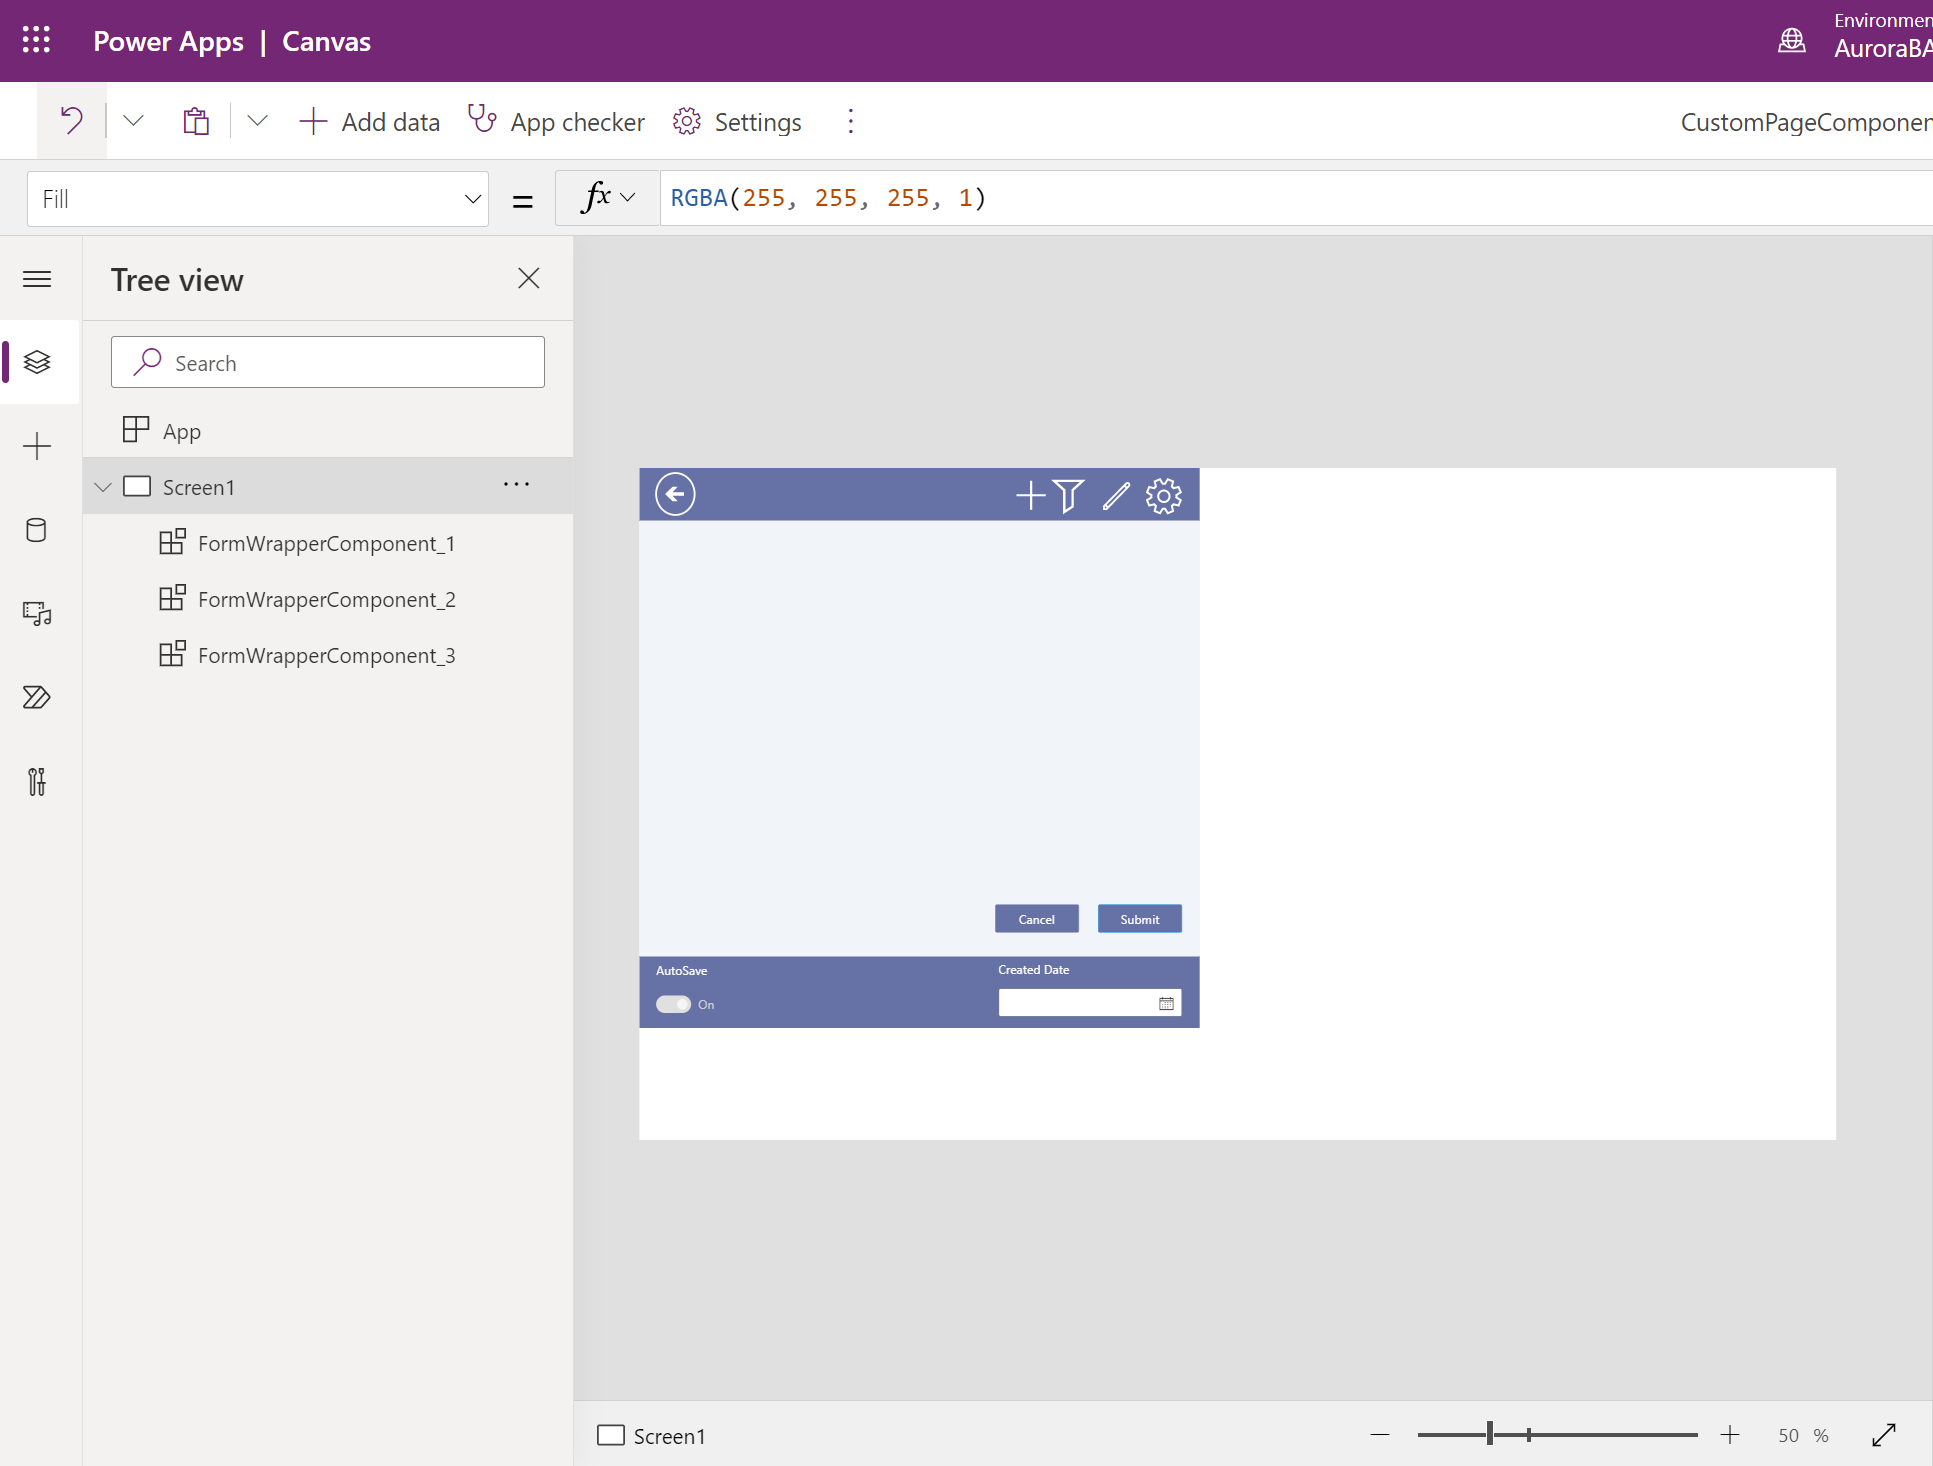 Power Apps | Canvas
Environmen
AuroraBA
Add data
App checker
Settings
CustomPageComponen
Fill
=
fx
RGBA(255, 255, 255, 1)
Tree view
Search
App
Screen1
FormWrapperComponent_1
FormWrapperComponent_2
FormWrapperComponent_3
Cancel
Submit
AutoSave
Created Date
On
Screen1
50 %